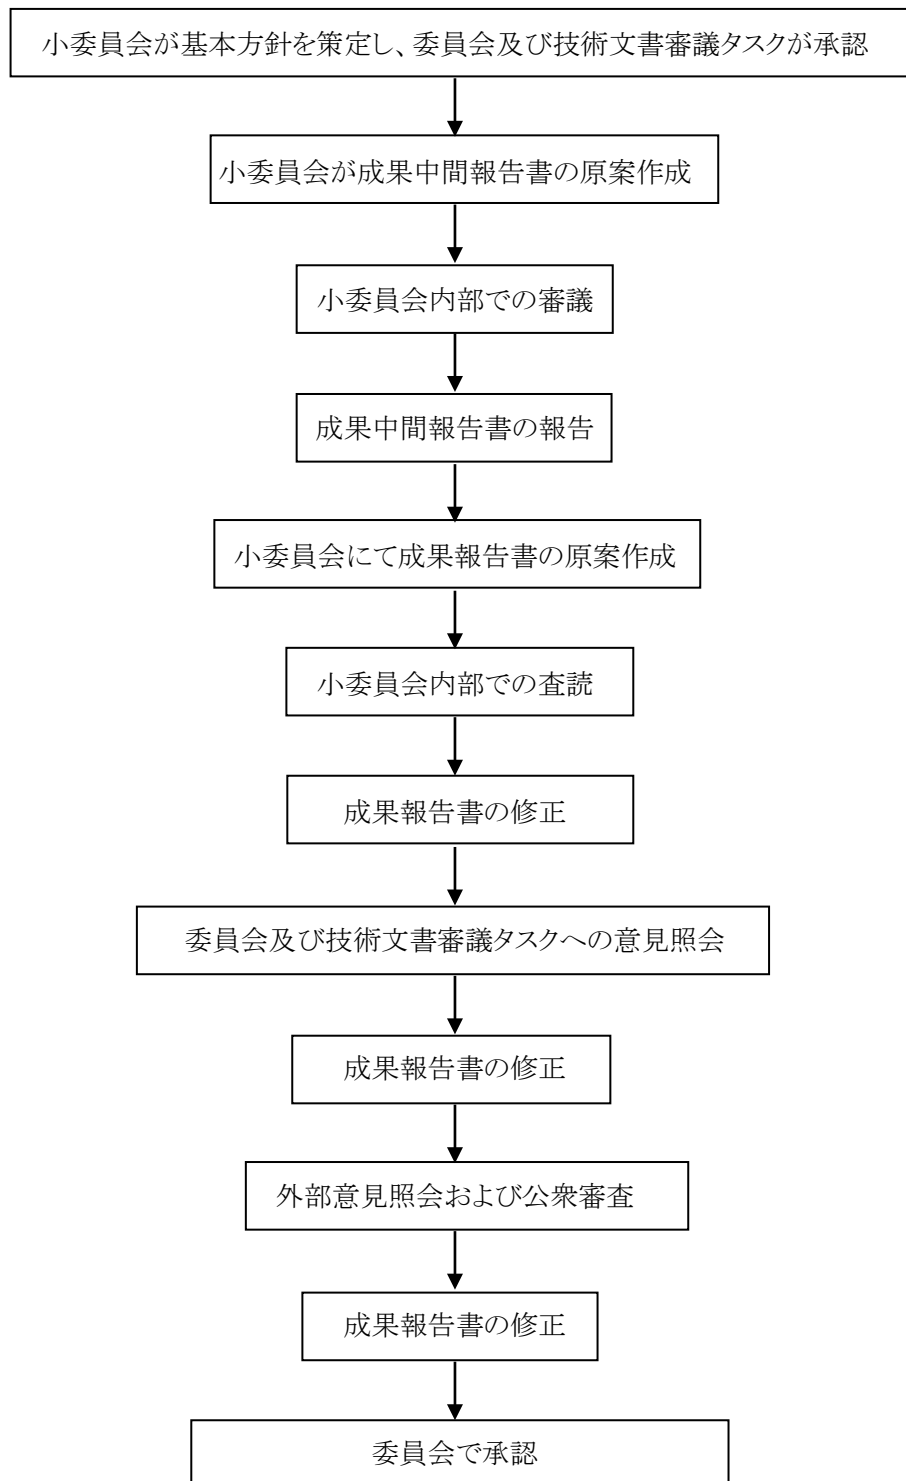 小委員会が基本方針を策定し、委員会及び技術文書審議タスクが承認
小委員会が成果中間報告書の原案作成
小委員会内部での審議
成果中間報告書の報告
小委員会にて成果報告書の原案作成
小委員会内部での査読
成果報告書の修正
委員会及び技術文書審議タスクへの意見照会
成果報告書の修正
外部意見照会および公衆審査
成果報告書の修正
委員会で承認